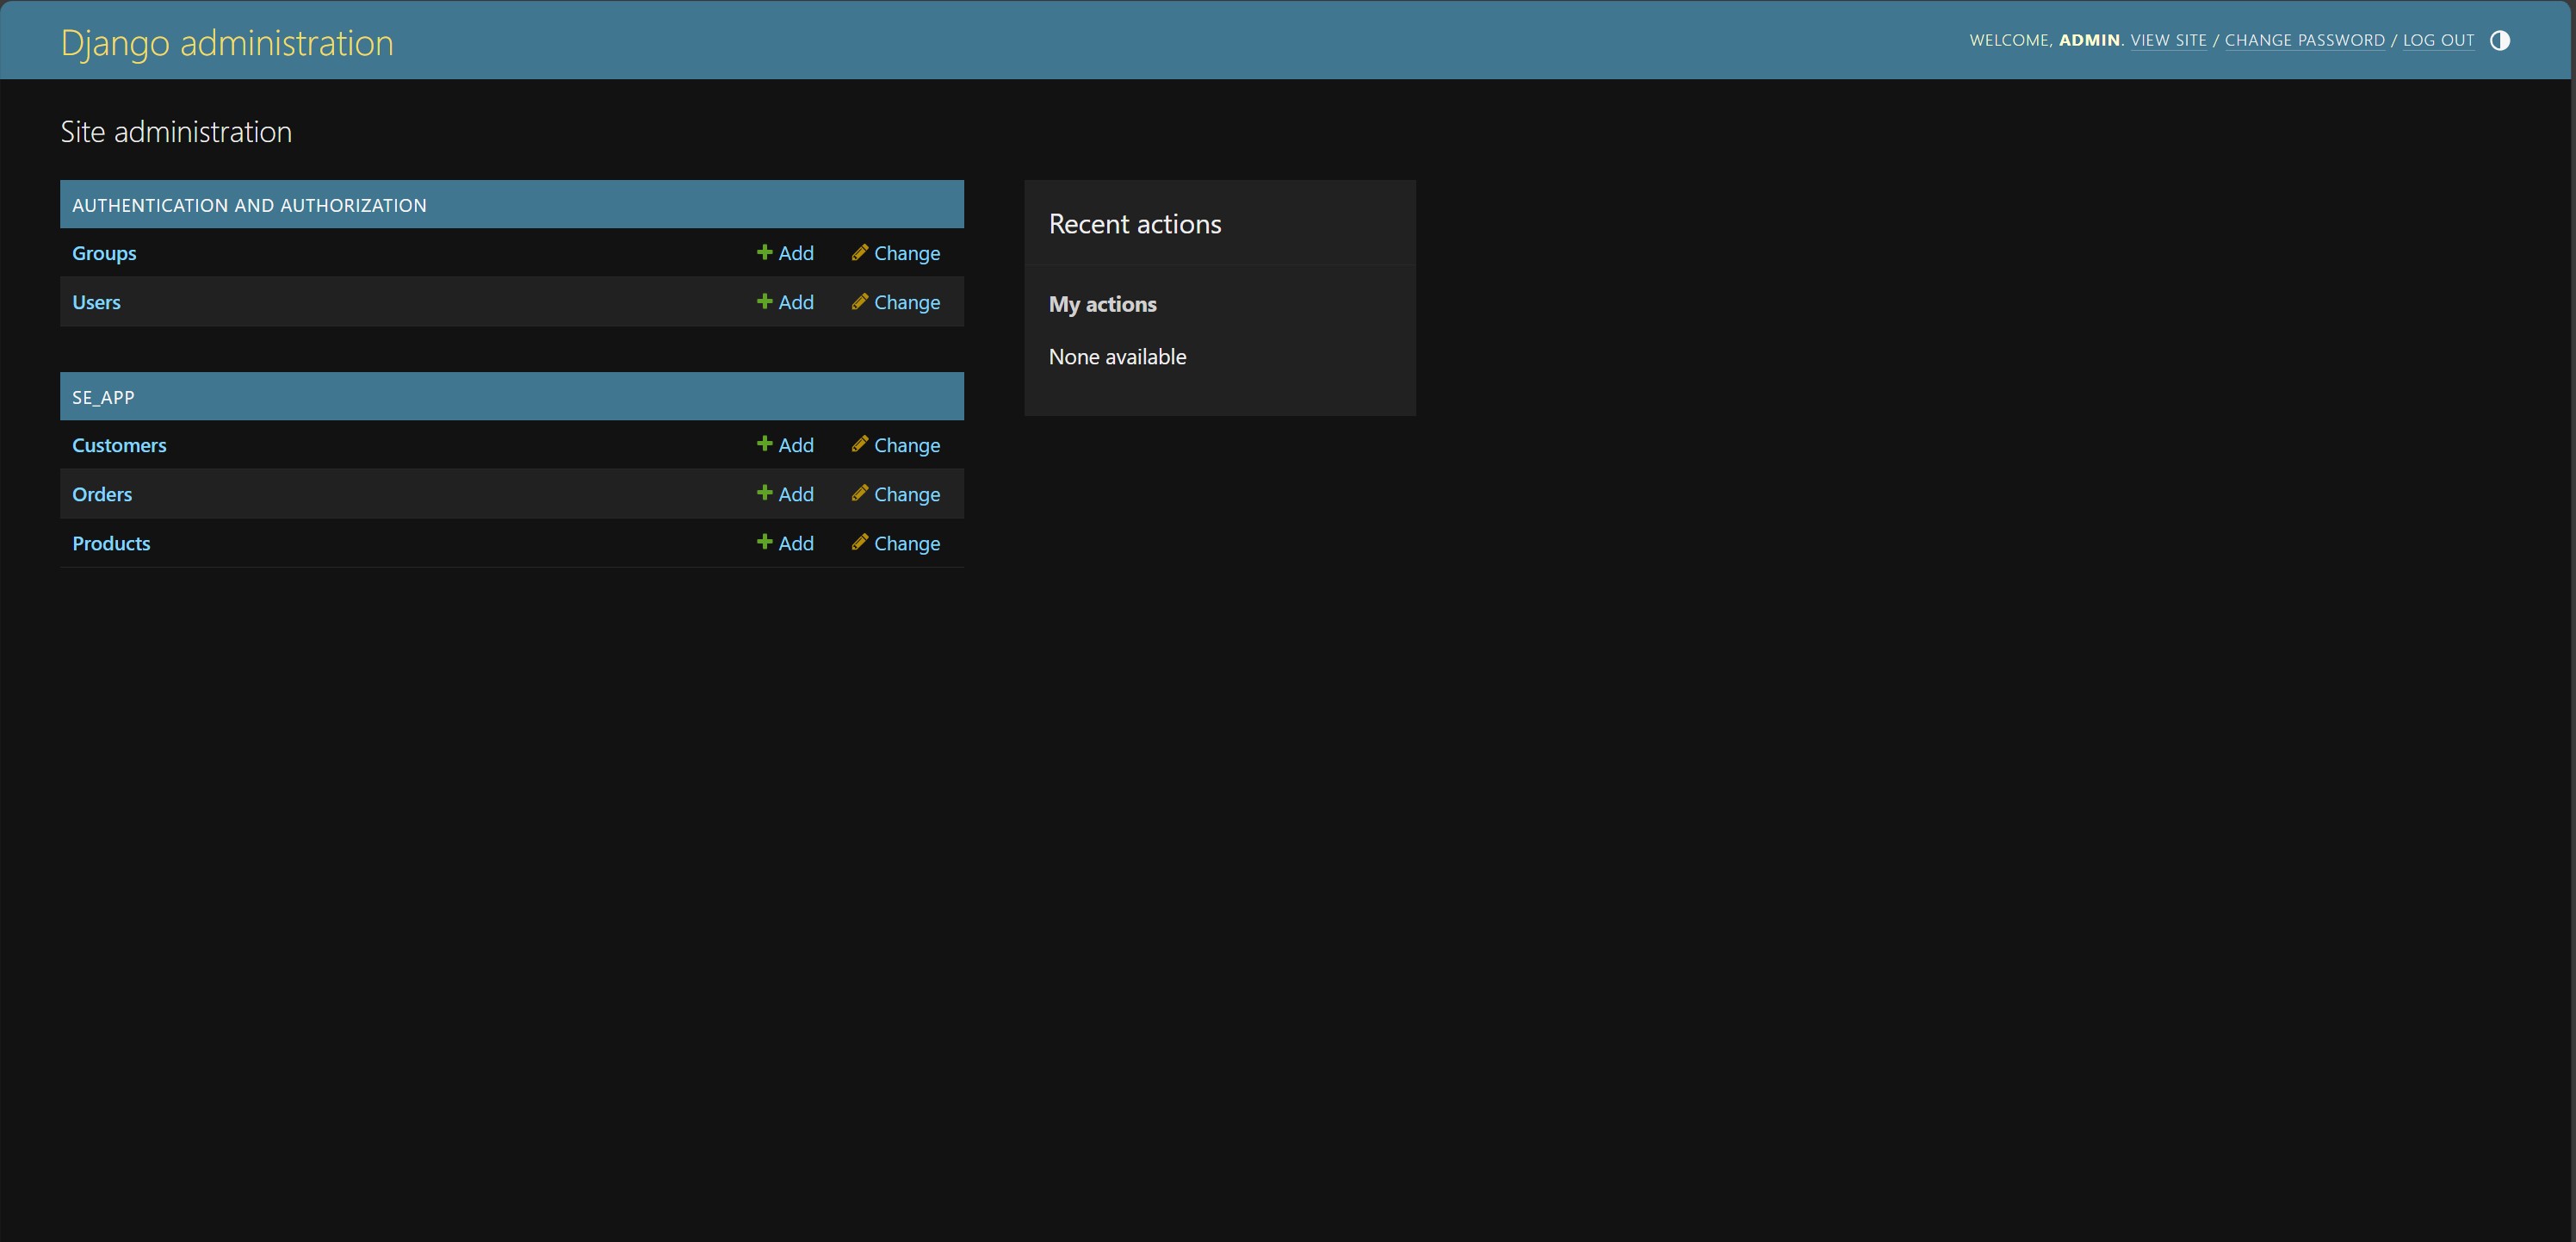 Django administration
WELCOME, ADMIN. VIEW SITE / CHANGE PASSWORD / LOG OUT
Site administration
AUTHENTICATION AND AUTHORIZATION
Groups Add Change
Users Add Change
SE_APP
Customers Add Change
Orders Add Change
Products Add Change
Recent actions
My actions
None available